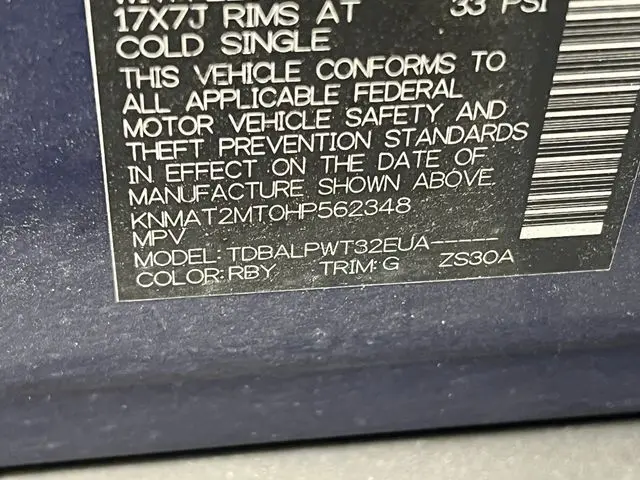 17X7J RIMS AT 33 PSI
COLD SINGLE
THIS VEHICLE CONFORMS TO
ALL APPLICABLE FEDERAL
MOTOR VEHICLE SAFETY AND
THEFT PREVENTION STANDARDS
IN EFFECT ON THE DATE OF
MANUFACTURE SHOWN ABOVE.
KNMAT2MT0HP562348
MPV
MODEL: TDBALPWT32EUA-----
COLOR:RBY TRIM:G ZS30A